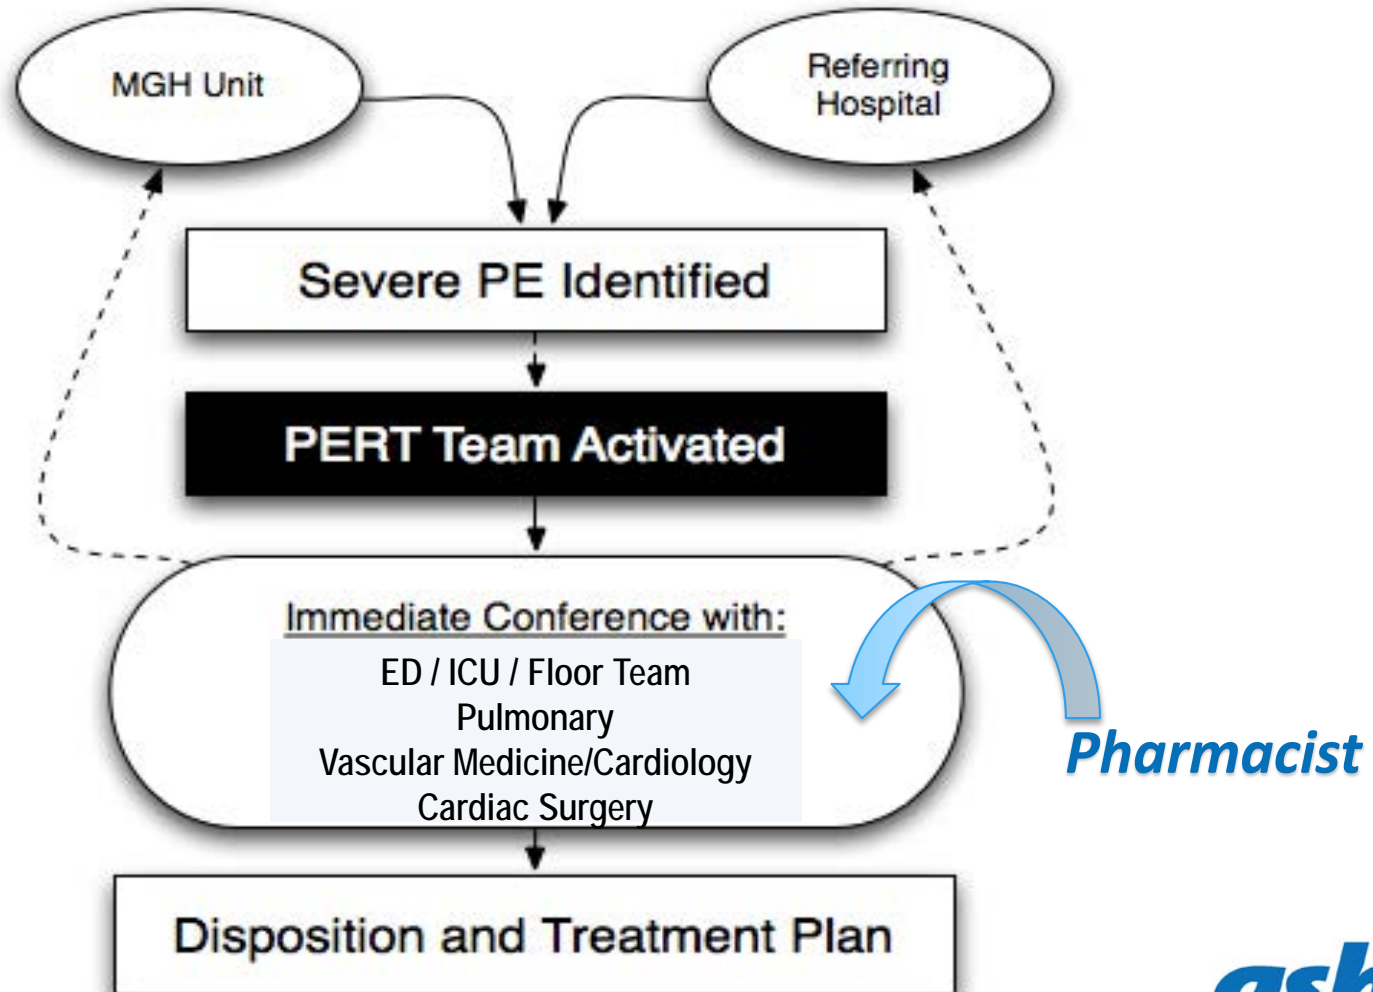 MGH Unit
Referring
Hospital
Severe PE Identified
PERT Team Activated
Immediate Conference with:
ED / ICU / Floor Team
Pulmonary
Vascular Medicine/Cardiology
Cardiac Surgery
Pharmacist
Disposition and Treatment Plan